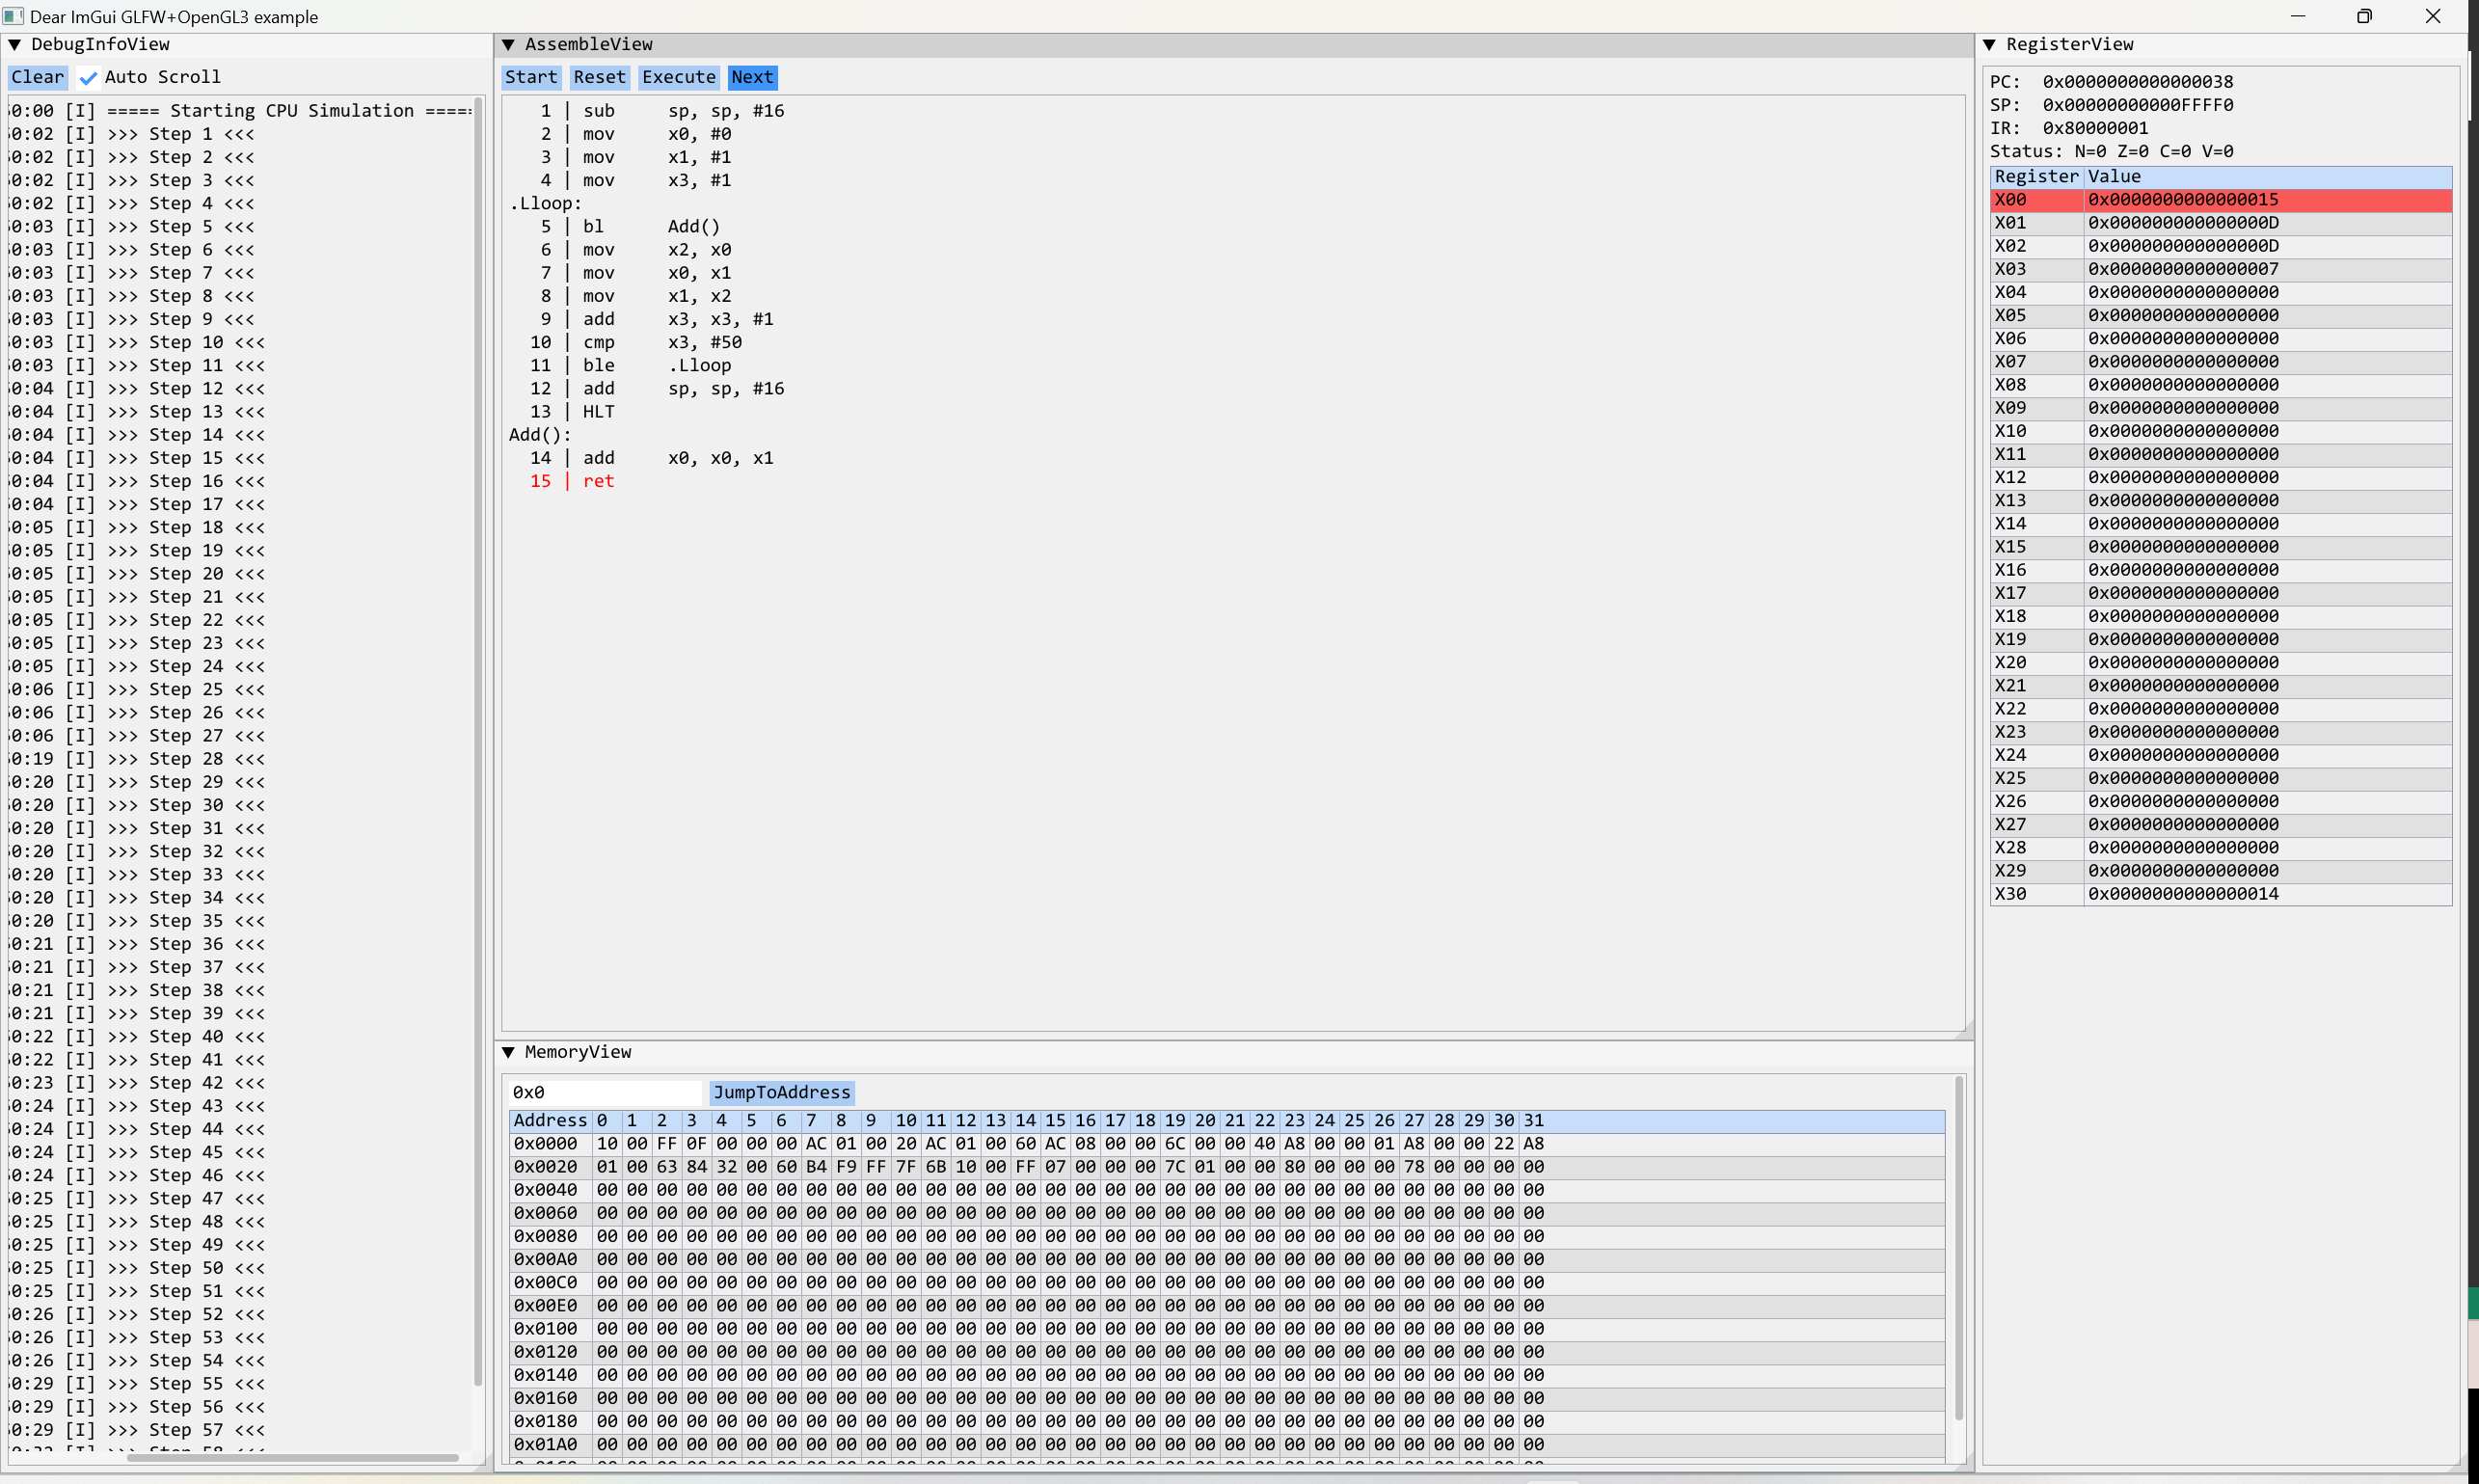 Dear ImGui GLFW+OpenGL3 example
DebugInfoView
Clear Auto Scroll
0:00 [I] ===== Starting CPU Simulation =====
0:02 [I] >>> Step 1 <<<
0:02 [I] >>> Step 2 <<<
0:02 [I] >>> Step 3 <<<
0:02 [I] >>> Step 4 <<<
0:03 [I] >>> Step 5 <<<
0:03 [I] >>> Step 6 <<<
0:03 [I] >>> Step 7 <<<
0:03 [I] >>> Step 8 <<<
0:03 [I] >>> Step 9 <<<
0:03 [I] >>> Step 10 <<<
0:03 [I] >>> Step 11 <<<
0:04 [I] >>> Step 12 <<<
0:04 [I] >>> Step 13 <<<
0:04 [I] >>> Step 14 <<<
0:04 [I] >>> Step 15 <<<
0:04 [I] >>> Step 16 <<<
0:04 [I] >>> Step 17 <<<
0:05 [I] >>> Step 18 <<<
0:05 [I] >>> Step 19 <<<
0:05 [I] >>> Step 20 <<<
0:05 [I] >>> Step 21 <<<
0:05 [I] >>> Step 22 <<<
0:05 [I] >>> Step 23 <<<
0:05 [I] >>> Step 24 <<<
0:06 [I] >>> Step 25 <<<
0:06 [I] >>> Step 26 <<<
0:06 [I] >>> Step 27 <<<
0:19 [I] >>> Step 28 <<<
0:20 [I] >>> Step 29 <<<
0:20 [I] >>> Step 30 <<<
0:20 [I] >>> Step 31 <<<
0:20 [I] >>> Step 32 <<<
0:20 [I] >>> Step 33 <<<
0:20 [I] >>> Step 34 <<<
0:20 [I] >>> Step 35 <<<
0:21 [I] >>> Step 36 <<<
0:21 [I] >>> Step 37 <<<
0:21 [I] >>> Step 38 <<<
0:21 [I] >>> Step 39 <<<
0:22 [I] >>> Step 40 <<<
0:22 [I] >>> Step 41 <<<
0:23 [I] >>> Step 42 <<<
0:24 [I] >>> Step 43 <<<
0:24 [I] >>> Step 44 <<<
0:24 [I] >>> Step 45 <<<
0:24 [I] >>> Step 46 <<<
0:25 [I] >>> Step 47 <<<
0:25 [I] >>> Step 48 <<<
0:25 [I] >>> Step 49 <<<
0:25 [I] >>> Step 50 <<<
0:25 [I] >>> Step 51 <<<
0:26 [I] >>> Step 52 <<<
0:26 [I] >>> Step 53 <<<
0:26 [I] >>> Step 54 <<<
0:29 [I] >>> Step 55 <<<
0:29 [I] >>> Step 56 <<<
0:29 [I] >>> Step 57 <<<
AssembleView
Start Reset Execute Next
1 | sub sp, sp, #16
2 | mov x0, #0
3 | mov x1, #1
4 | mov x3, #1
.Lloop:
5 | bl Add()
6 | mov x2, x0
7 | mov x0, x1
8 | mov x1, x2
9 | add x3, x3, #1
10 | cmp x3, #50
11 | ble .Lloop
12 | add sp, sp, #16
13 | HLT
Add():
14 | add x0, x0, x1
15 | ret
MemoryView
0x0 JumpToAddress
Address 0 1 2 3 4 5 6 7 8 9 10 11 12 13 14 15 16 17 18 19 20 21 22 23 24 25 26 27 28 29 30 31
0x0000 10 00 FF 0F 00 00 00 AC 01 00 20 AC 01 00 60 AC 08 00 00 6C 00 00 40 A8 00 00 01 A8 00 00 22 A8
0x0020 01 00 63 84 32 00 60 B4 F9 FF 7F 6B 10 00 FF 07 00 00 00 7C 01 00 00 80 00 00 00 78 00 00 00 00
0x0040 00 00 00 00 00 00 00 00 00 00 00 00 00 00 00 00 00 00 00 00 00 00 00 00 00 00 00 00 00 00 00 00
0x0060 00 00 00 00 00 00 00 00 00 00 00 00 00 00 00 00 00 00 00 00 00 00 00 00 00 00 00 00 00 00 00 00
0x0080 00 00 00 00 00 00 00 00 00 00 00 00 00 00 00 00 00 00 00 00 00 00 00 00 00 00 00 00 00 00 00 00
0x00A0 00 00 00 00 00 00 00 00 00 00 00 00 00 00 00 00 00 00 00 00 00 00 00 00 00 00 00 00 00 00 00 00
0x00C0 00 00 00 00 00 00 00 00 00 00 00 00 00 00 00 00 00 00 00 00 00 00 00 00 00 00 00 00 00 00 00 00
0x00E0 00 00 00 00 00 00 00 00 00 00 00 00 00 00 00 00 00 00 00 00 00 00 00 00 00 00 00 00 00 00 00 00
0x0100 00 00 00 00 00 00 00 00 00 00 00 00 00 00 00 00 00 00 00 00 00 00 00 00 00 00 00 00 00 00 00 00
0x0120 00 00 00 00 00 00 00 00 00 00 00 00 00 00 00 00 00 00 00 00 00 00 00 00 00 00 00 00 00 00 00 00
0x0140 00 00 00 00 00 00 00 00 00 00 00 00 00 00 00 00 00 00 00 00 00 00 00 00 00 00 00 00 00 00 00 00
0x0160 00 00 00 00 00 00 00 00 00 00 00 00 00 00 00 00 00 00 00 00 00 00 00 00 00 00 00 00 00 00 00 00
0x0180 00 00 00 00 00 00 00 00 00 00 00 00 00 00 00 00 00 00 00 00 00 00 00 00 00 00 00 00 00 00 00 00
0x01A0 00 00 00 00 00 00 00 00 00 00 00 00 00 00 00 00 00 00 00 00 00 00 00 00 00 00 00 00 00 00 00 00
RegisterView
PC: 0x0000000000000038
SP: 0x00000000000FFFF0
IR: 0x80000001
Status: N=0 Z=0 C=0 V=0
Register Value
X00 0x0000000000000015
X01 0x000000000000000D
X02 0x000000000000000D
X03 0x0000000000000007
X04 0x0000000000000000
X05 0x0000000000000000
X06 0x0000000000000000
X07 0x0000000000000000
X08 0x0000000000000000
X09 0x0000000000000000
X10 0x0000000000000000
X11 0x0000000000000000
X12 0x0000000000000000
X13 0x0000000000000000
X14 0x0000000000000000
X15 0x0000000000000000
X16 0x0000000000000000
X17 0x0000000000000000
X18 0x0000000000000000
X19 0x0000000000000000
X20 0x0000000000000000
X21 0x0000000000000000
X22 0x0000000000000000
X23 0x0000000000000000
X24 0x0000000000000000
X25 0x0000000000000000
X26 0x0000000000000000
X27 0x0000000000000000
X28 0x0000000000000000
X29 0x0000000000000000
X30 0x0000000000000014